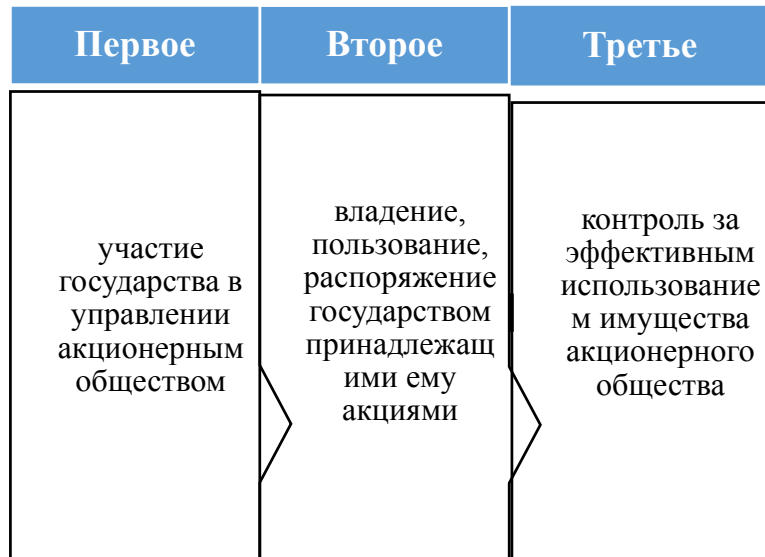 Первое
Второе
Третье
участие
государства в
управлении
акционерным
обществом
владение,
пользование,
распоряжение
государством
принадлежащ
ими ему
акциями
контроль за
эффективным
использование
м имущества
акционерного
общества